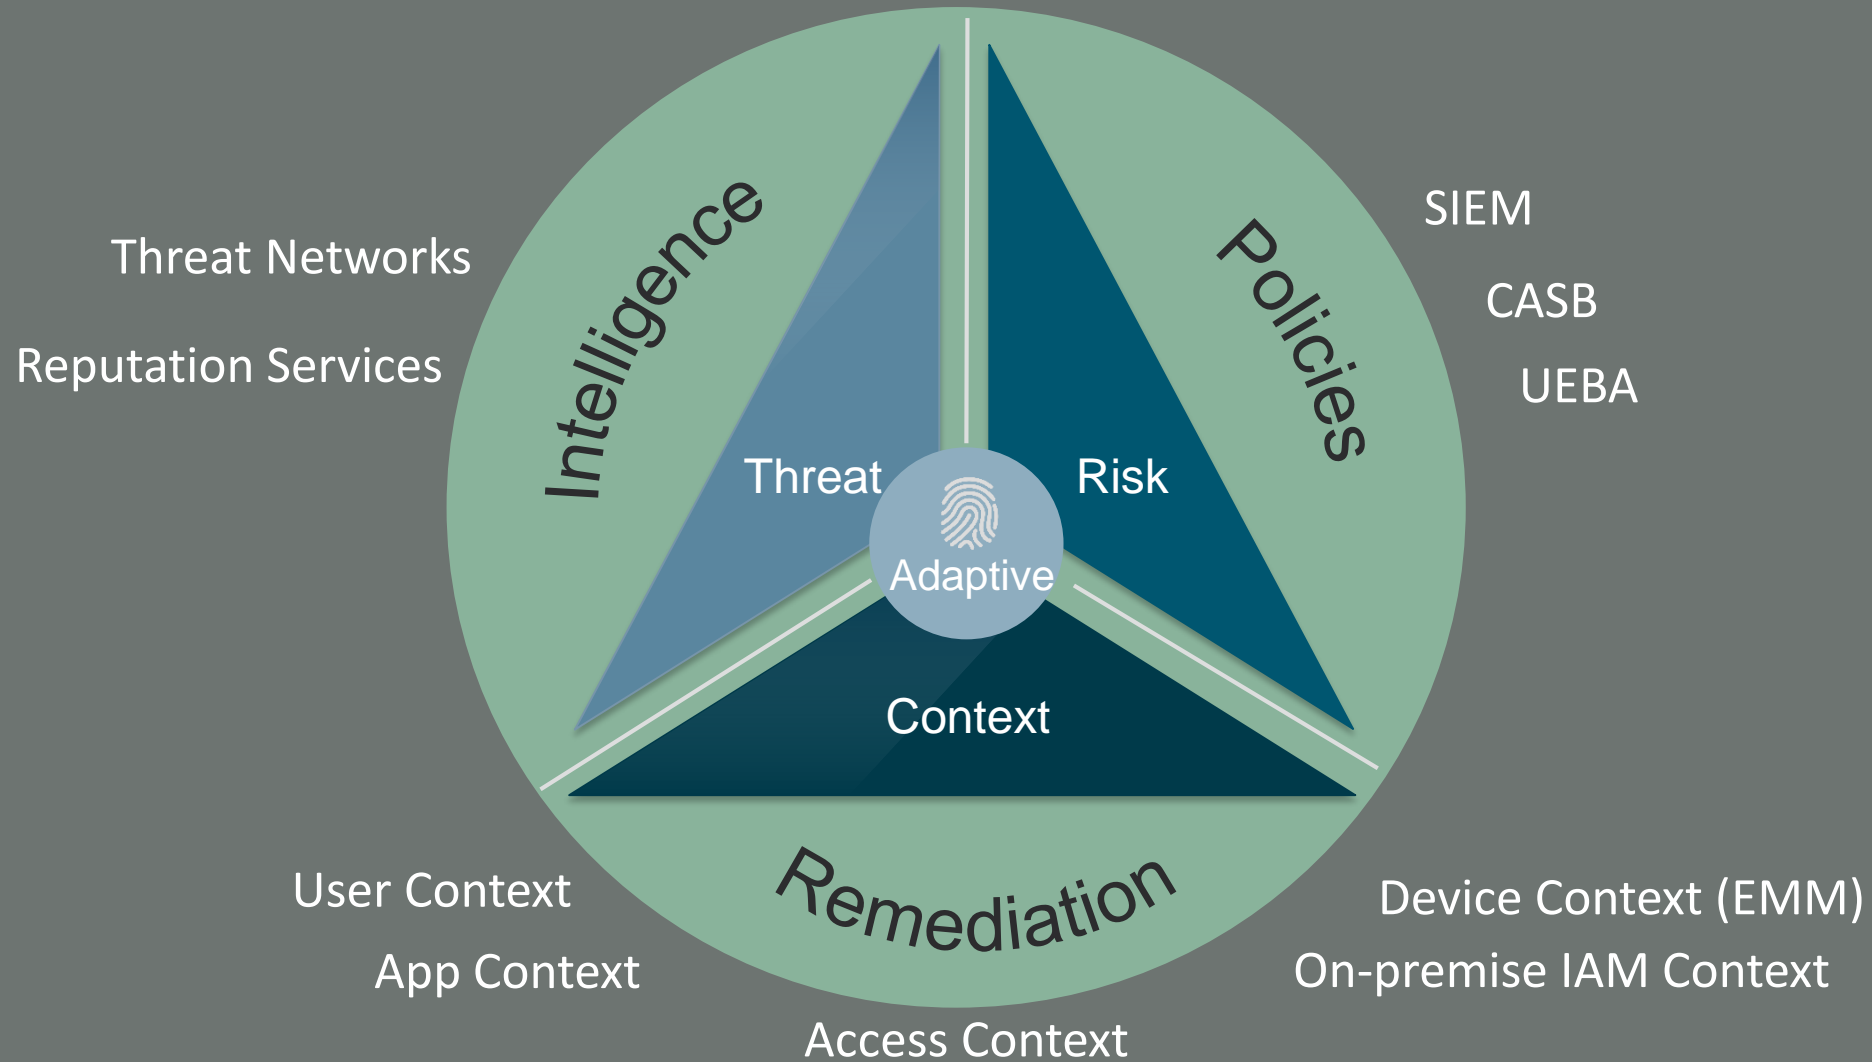 Threat Networks
Reputation Services
Intelligence
Policies
SIEM
CASB
UEBA
Threat
Risk
Adaptive
Context
Remediation
User Context
App Context
Access Context
Device Context (EMM)
On-premise IAM Context